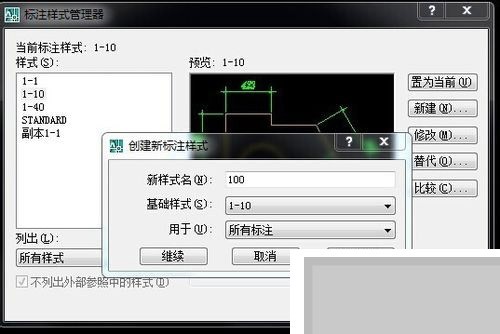 标注样式管理器
当前标注样式: 1-10
样式(S):
预览: 1-10
1-1
1-10
1-40
STANDARD
副本1-1
置为当前(U)
新建(N)...
修改(M)...
替代(O)...
比较(C)...
创建新标注样式
新样式名(N): 100
基础样式(S): 1-10
用于(U): 所有标注
继续
取消
列出(L):
所有样式
不列出外部参照中的样式(D)